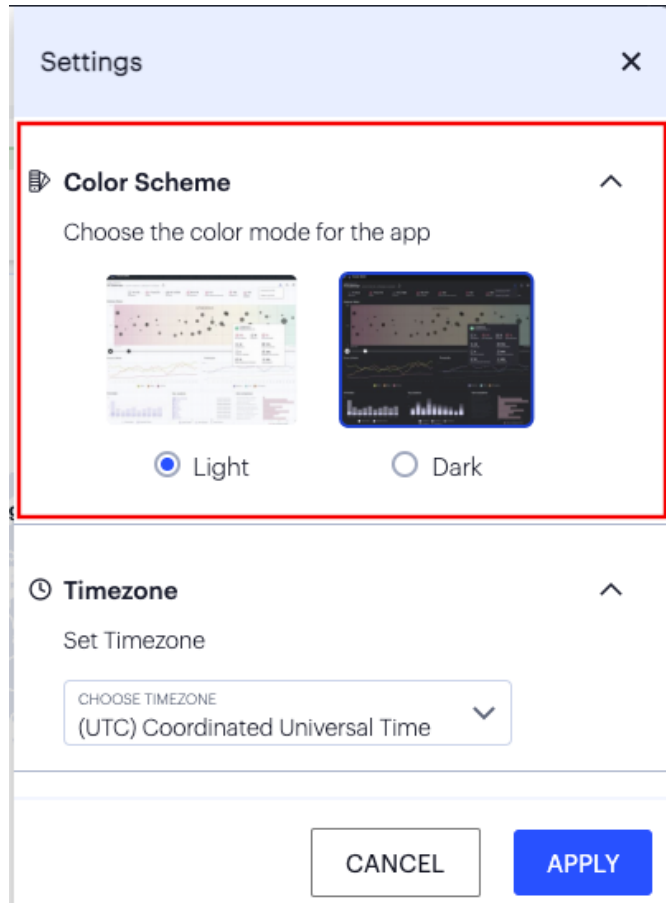 Settings
Color Scheme
Choose the color mode for the app
Light
Dark
Timezone
Set Timezone
CHOOSE TIMEZONE
(UTC) Coordinated Universal Time
CANCEL
APPLY